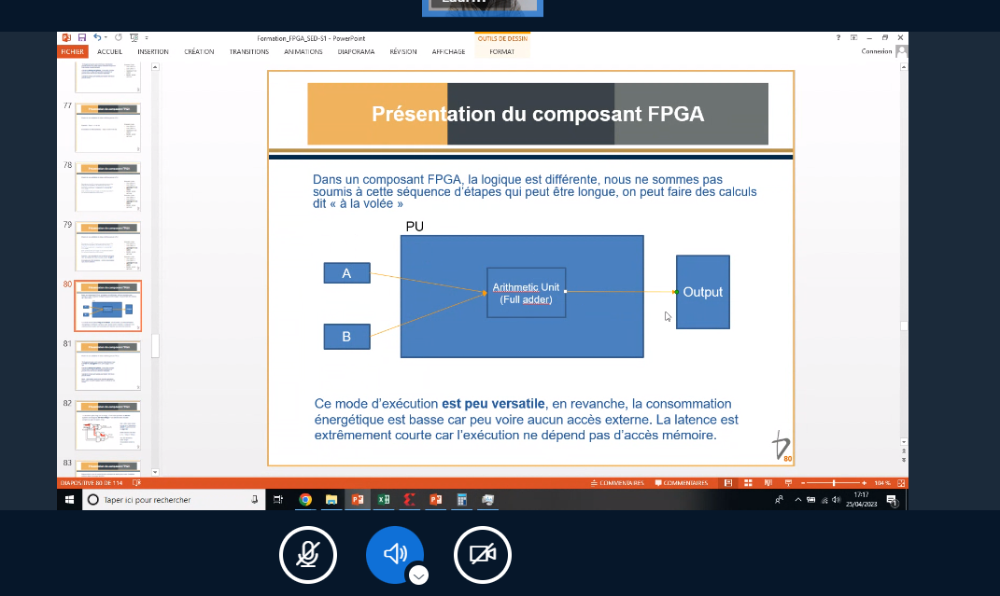 Formation_FPGA_SED-S1 - PowerPoint
OUTILS DE DESSIN
?
FICHIER ACCUEIL INSERTION CRÉATION TRANSITIONS ANIMATIONS DIAPORAMA RÉVISION AFFICHAGE FORMAT
Connexion
77
78
79
80
81
82
83
Présentation du composant FPGA
Dans un composant FPGA, la logique est différente, nous ne sommes pas
soumis à cette séquence d'étapes qui peut être longue, on peut faire des calculs
dit « à la volée »
PU
A
B
Arithmetic Unit
(Full adder)
Output
Ce mode d'exécution est peu versatile, en revanche, la consommation
énergétique est basse car peu voire aucun accès externe. La latence est
extrêmement courte car l'exécution ne dépend pas d'accès mémoire.
80
DIAPOSITIVE 80 DE 114
COMMENTAIRES
COMMENTAIRES
104 %
Taper ici pour rechercher
17:17
25/04/2023